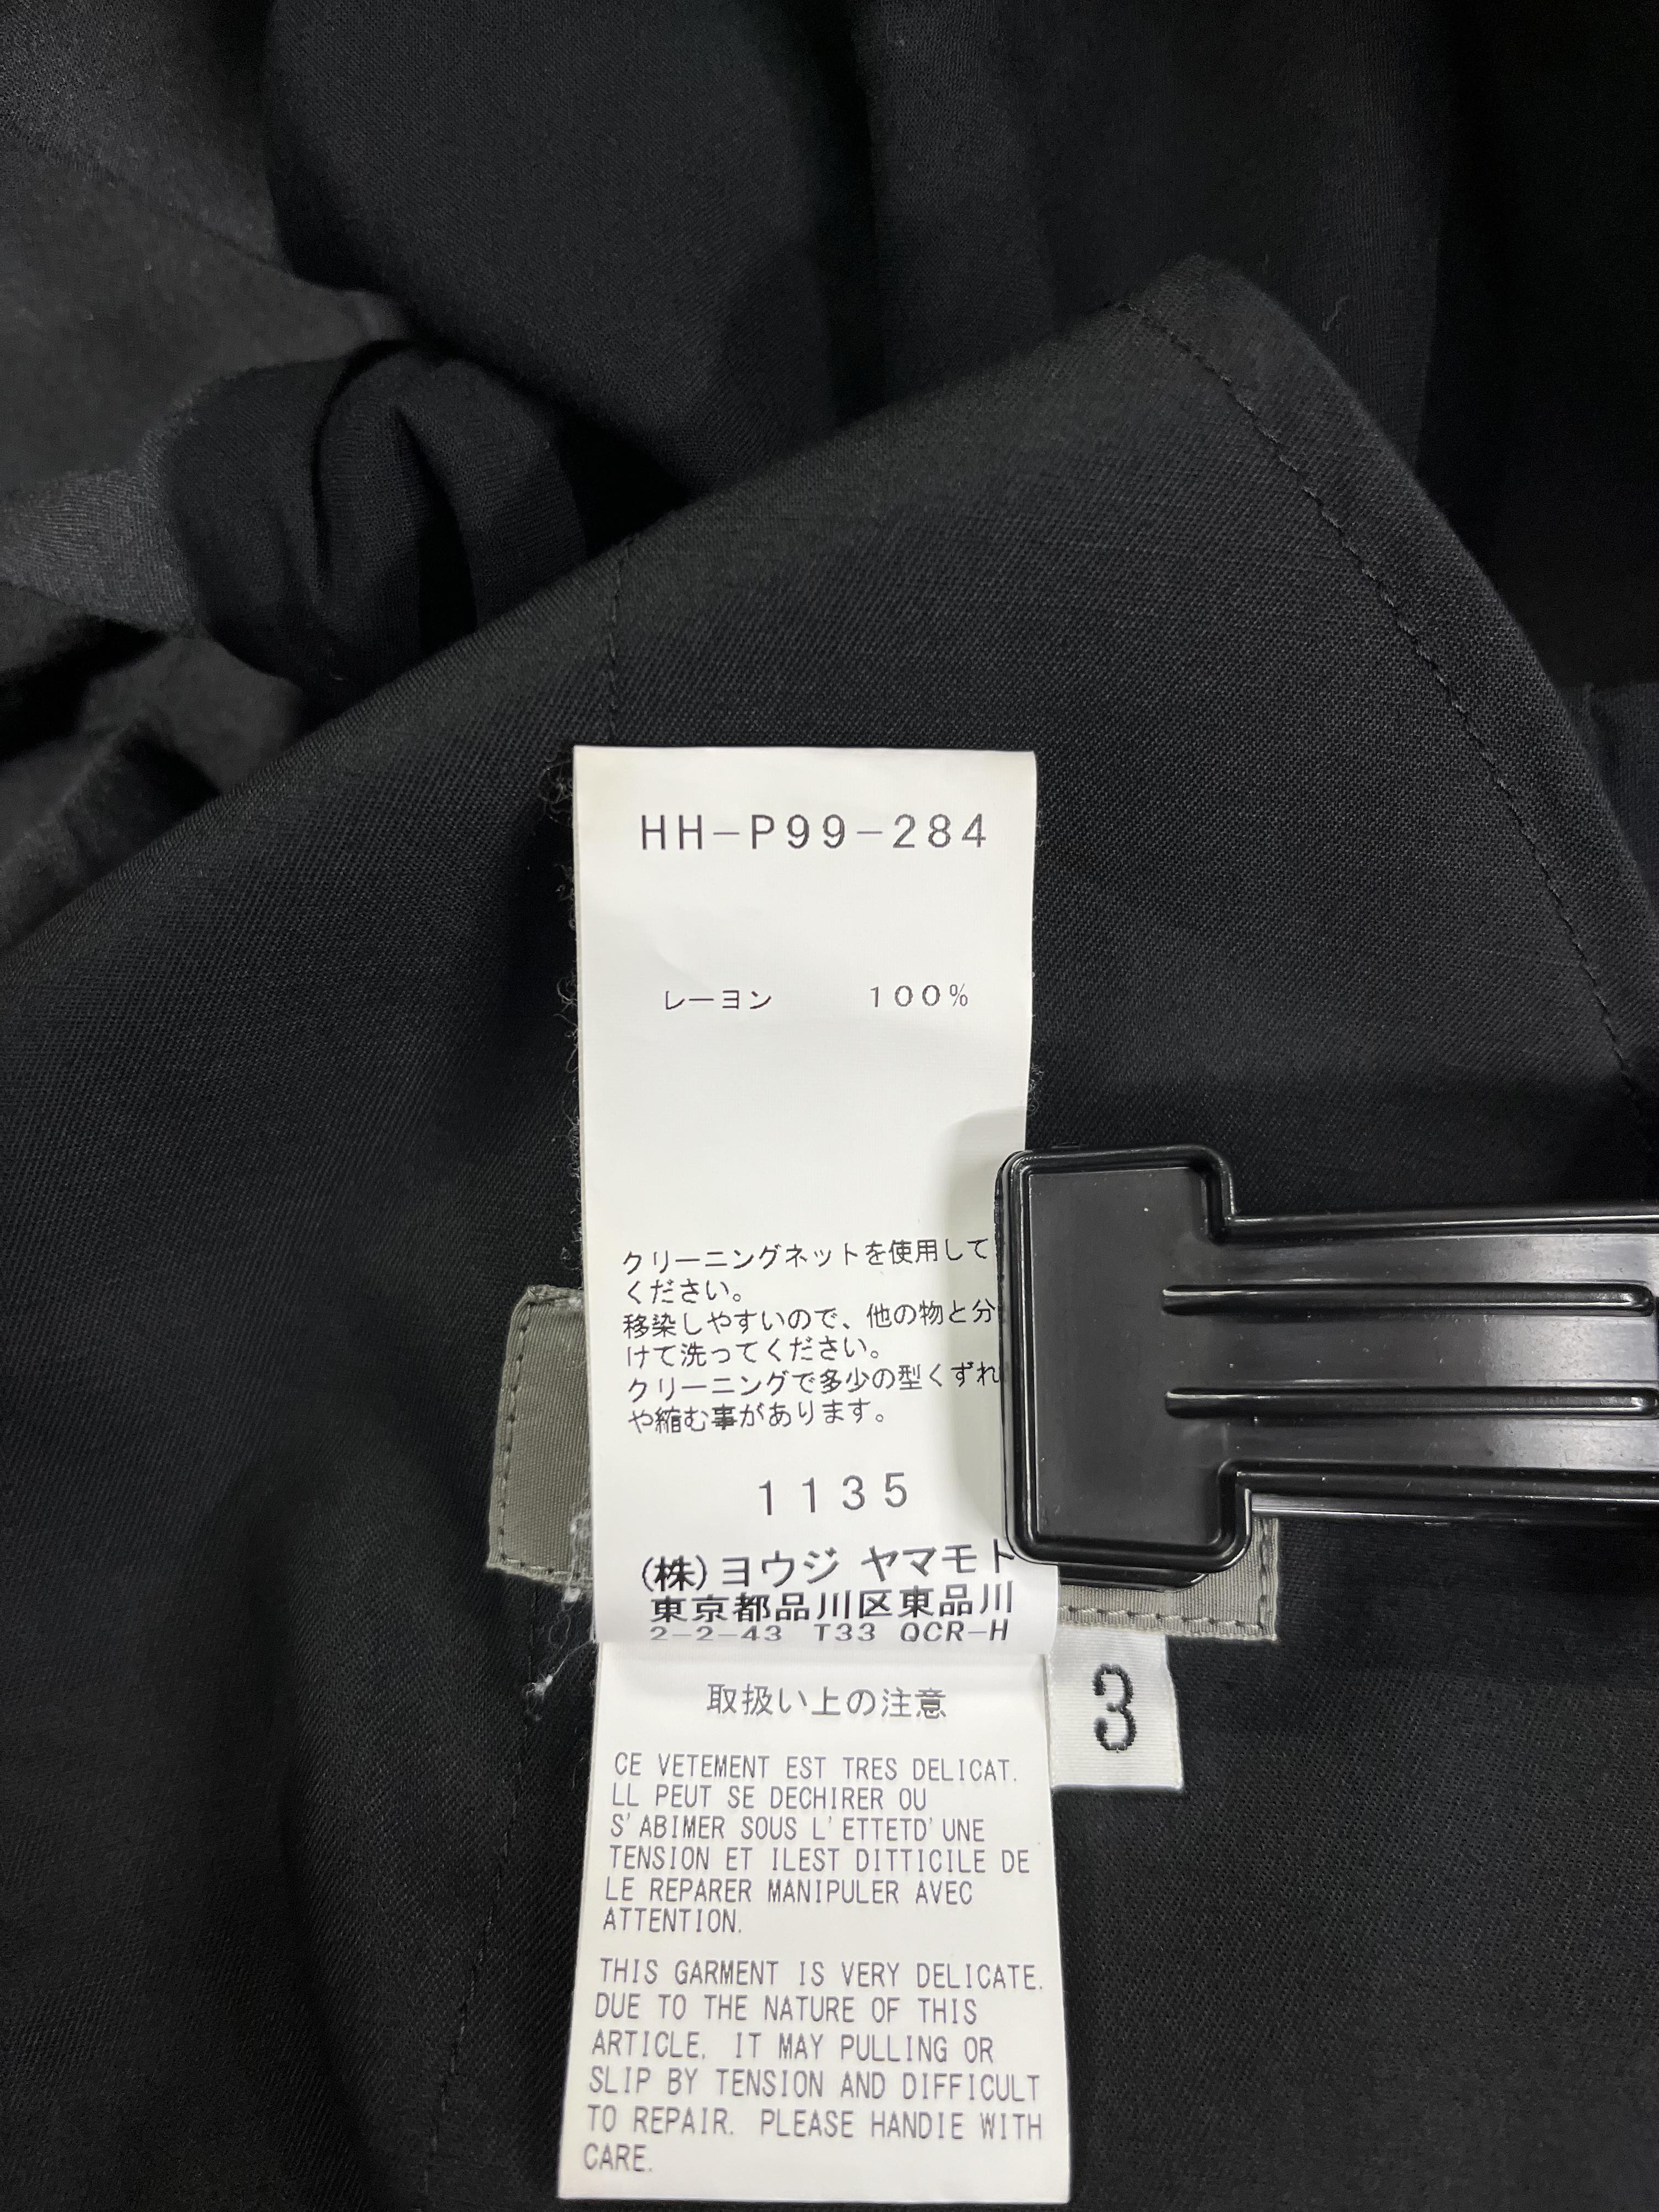 HH-P99-284
レーヨン 100%
クリーニングネットを使用して
ください。
移染しやすいので、他の物と分
けて洗ってください。
クリーニングで多少の型くずれ
や縮む事があります。
1135
(株)ヨウジ ヤマモト
東京都品川区東品川
2-2-43 T33 QCR-H
3
取扱い上の注意
CE VETEMENT EST TRES DELICAT.
LL PEUT SE DECHIRER OU
S'ABIMER SOUS L'ETTETD'UNE
TENSION ET ILEST DITTICILE DE
LE REPARER MANIPULER AVEC
ATTENTION.
THIS GARMENT IS VERY DELICATE.
DUE TO THE NATURE OF THIS
ARTICLE. IT MAY PULLING OR
SLIP BY TENSION AND DIFFICULT
TO REPAIR. PLEASE HANDIE WITH
CARE.